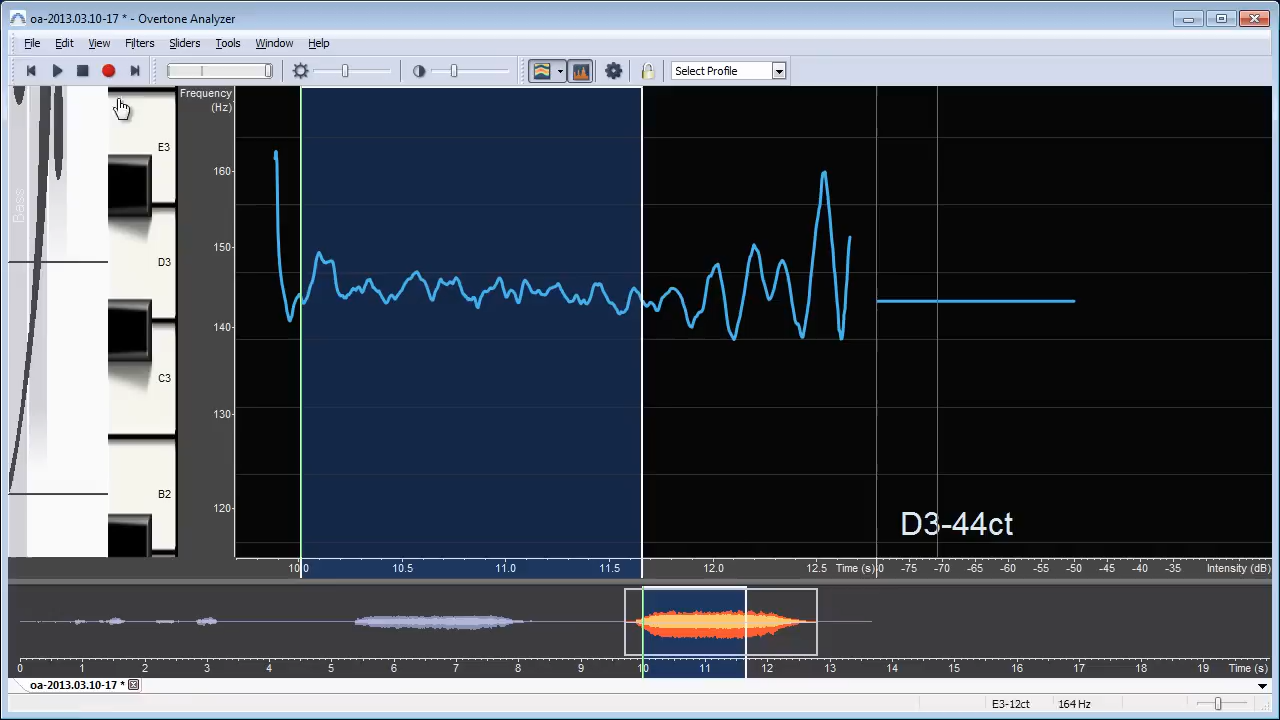 oa-2013.03.10-17 * - Overtone Analyzer
File Edit View Filters Sliders Tools Window Help
Select Profile
Frequency
(Hz)
Bass
E3
160
150
D3
140
C3
130
B2
120
D3-44ct
10.0 10.5 11.0 11.5 12.0 12.5 Time (s) -75 -70 -65 -60 -55 -50 -45 -40 -35 Intensity (dB)
0 1 2 3 4 5 6 7 8 9 10 11 12 13 14 15 16 17 18 19 Time (s)
oa-2013.03.10-17 *
E3-12ct 164 Hz